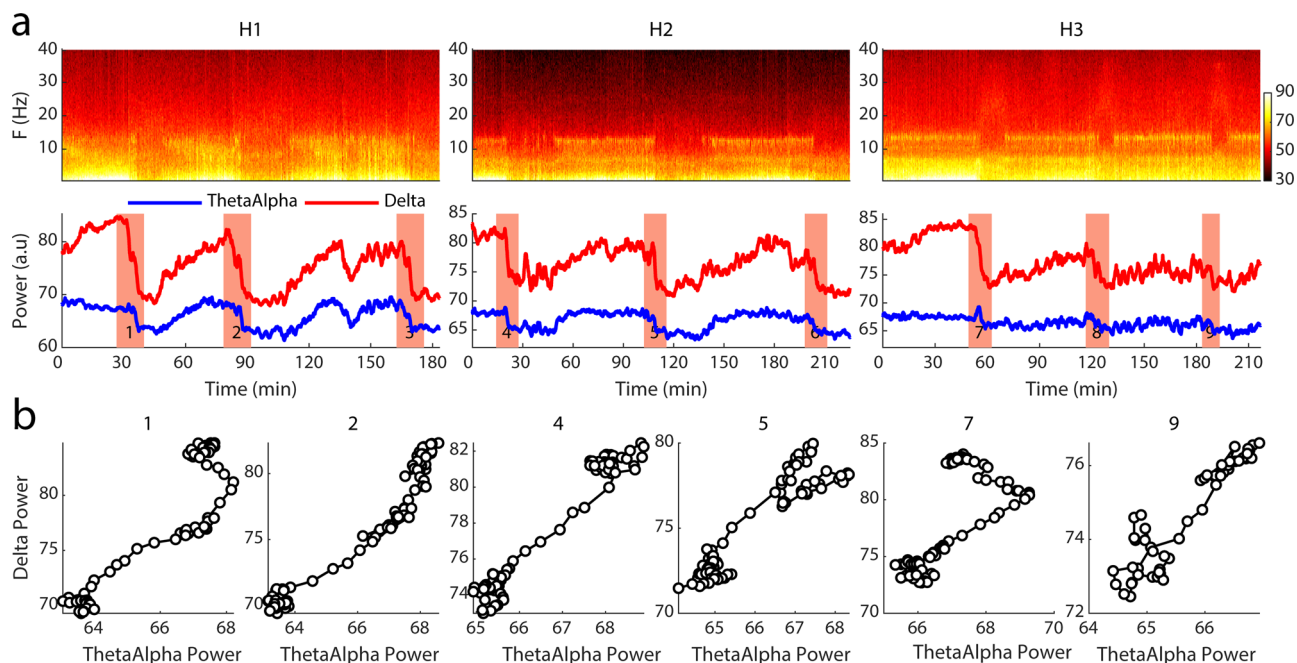 a
H1 H2 H3
F (Hz)
40 30 20 10
40 30 20 10
40 30 20 10
90 70 50 30
ThetaAlpha Delta
Power (a.u)
80 70 60
85 80 75 70 65
85 80 75 70 65
1 2 3 4 5 6 7 8 9
0 30 60 90 120 150 180
0 30 60 90 120 150 180 210
0 30 60 90 120 150 180 210
Time (min) Time (min) Time (min)
b
1 2 4 5 7 9
Delta Power
80 75 70
80 75 70
82 80 78 76 74
80 75 70
85 80 75 70
76 74 72
64 66 68
64 66 68
65 66 67 68
65 66 67 68
66 68 70
64 65 66
ThetaAlpha Power ThetaAlpha Power ThetaAlpha Power ThetaAlpha Power ThetaAlpha Power ThetaAlpha Power